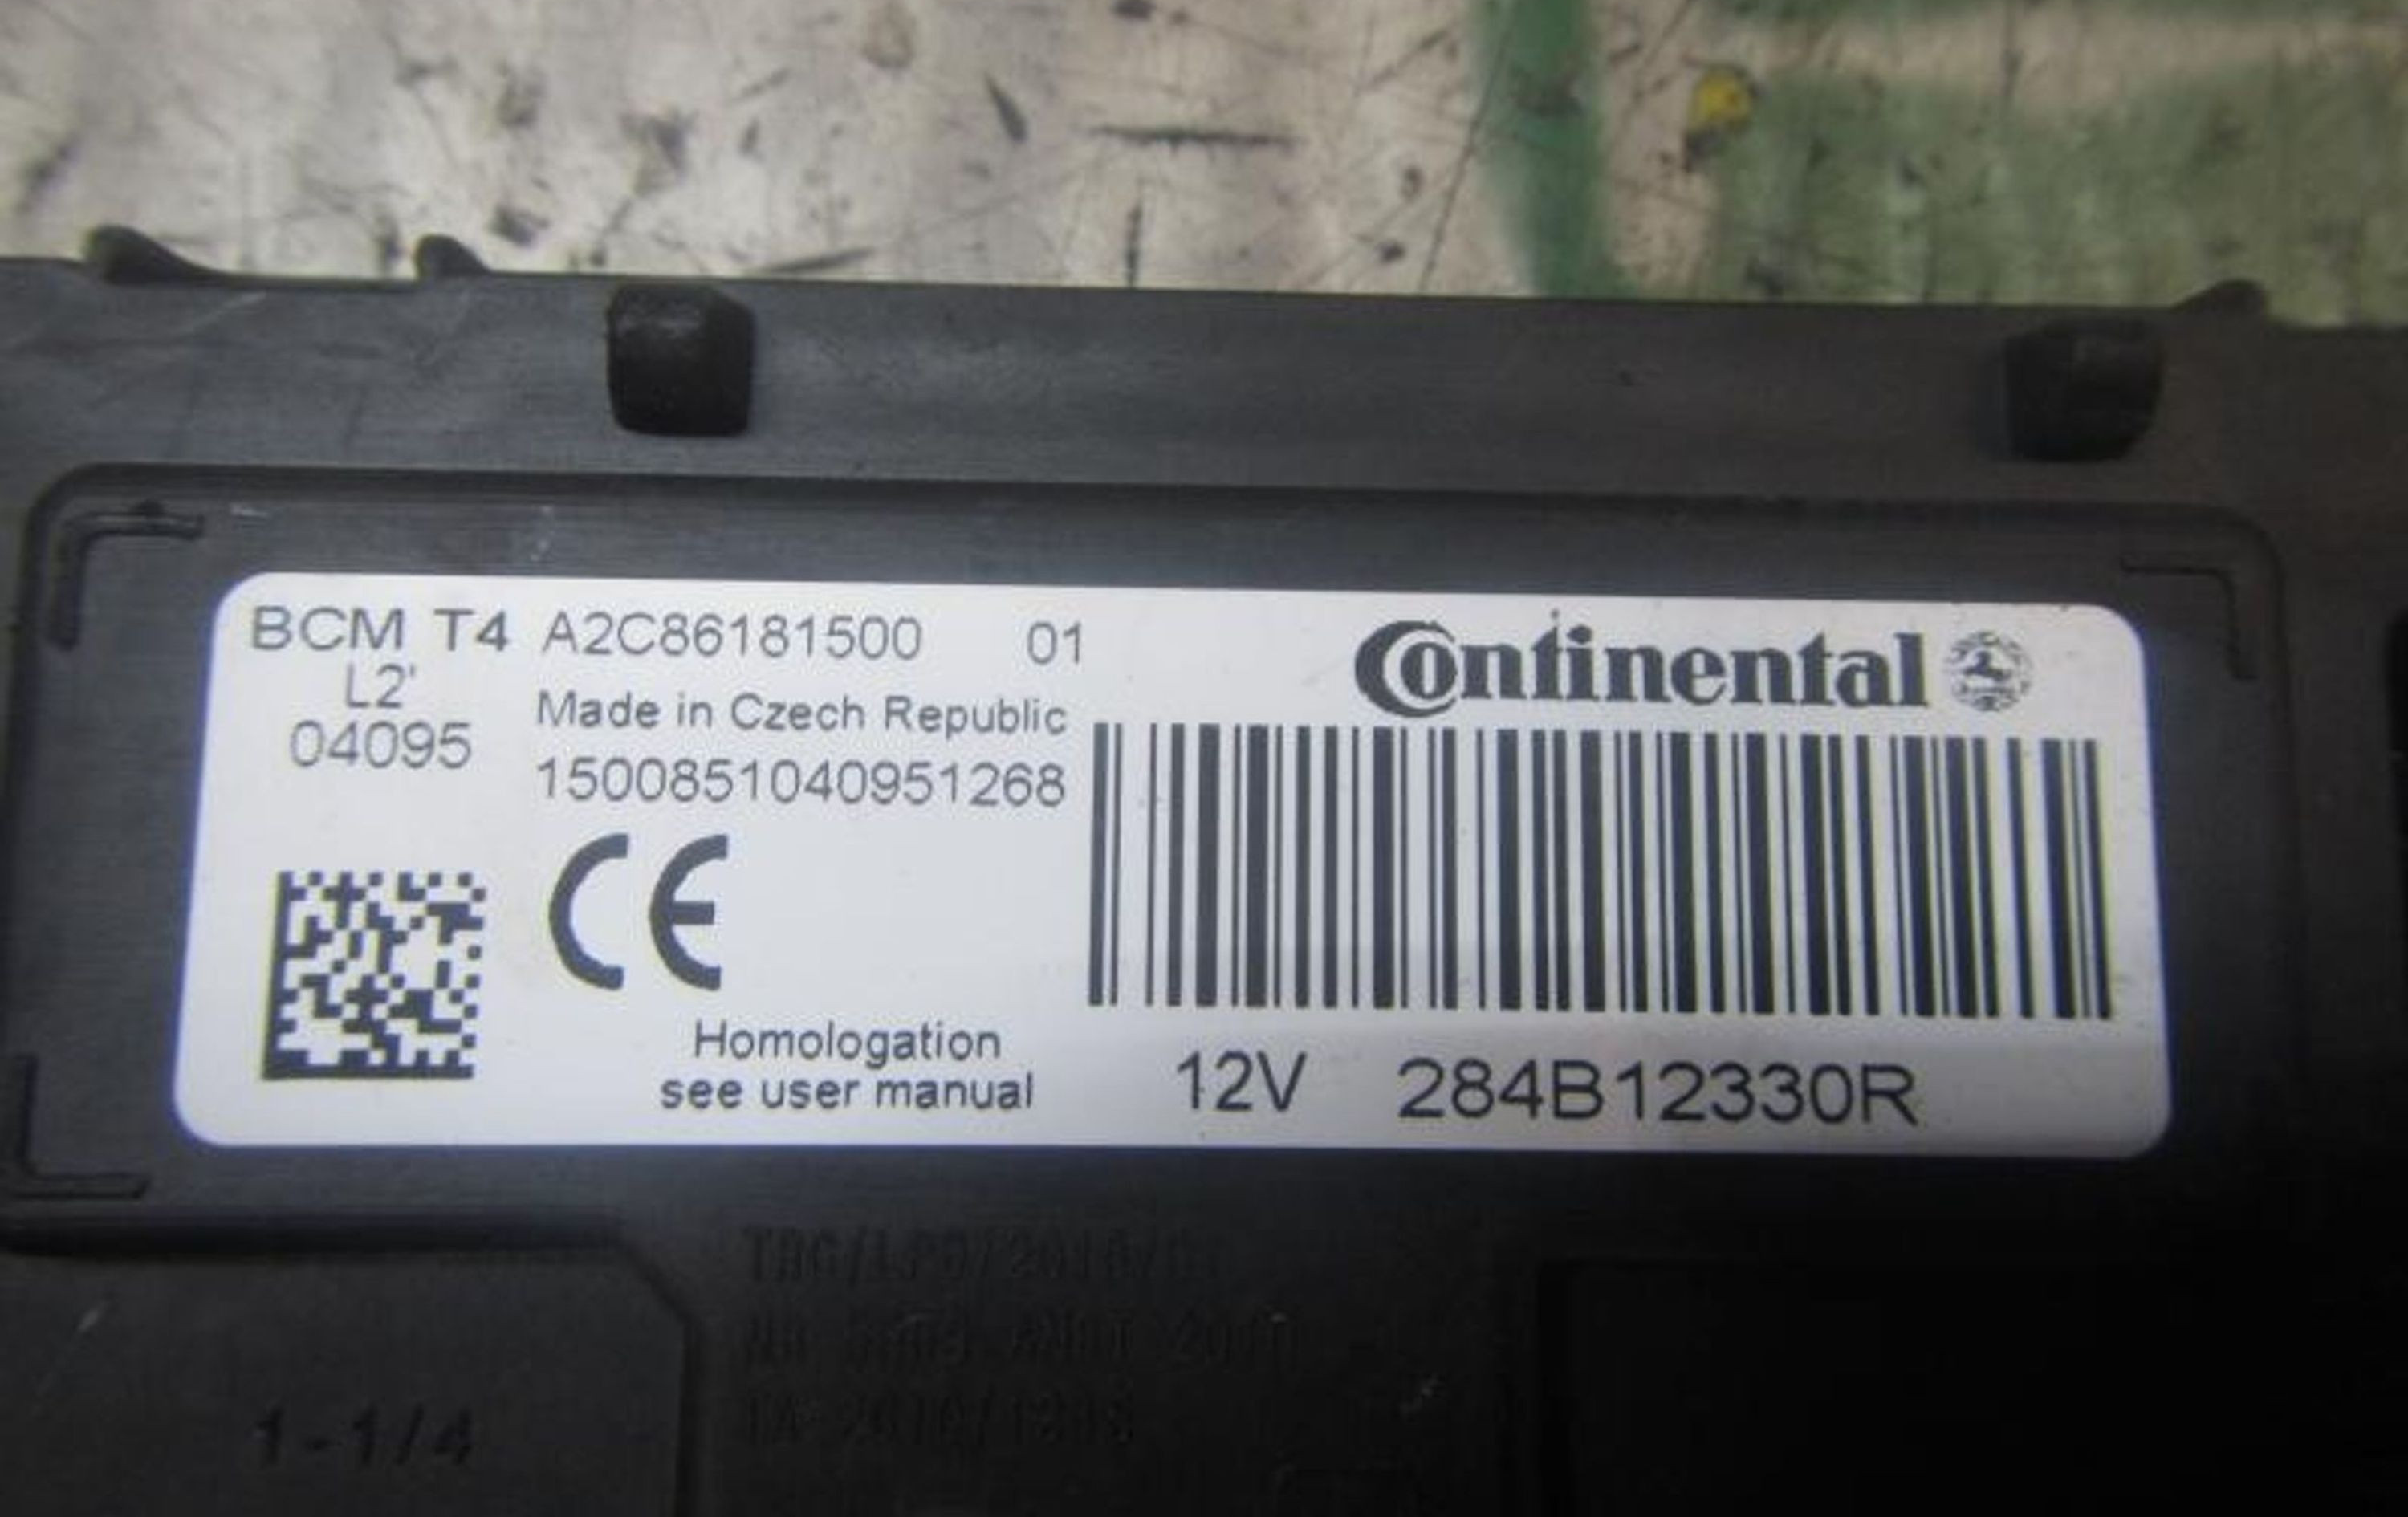 BCM T4 A2C86181500 01
L2'
04095
Made in Czech Republic
1500851040951268
Continental
CE
Homologation
see user manual
12V 284B12330R
1-1/4